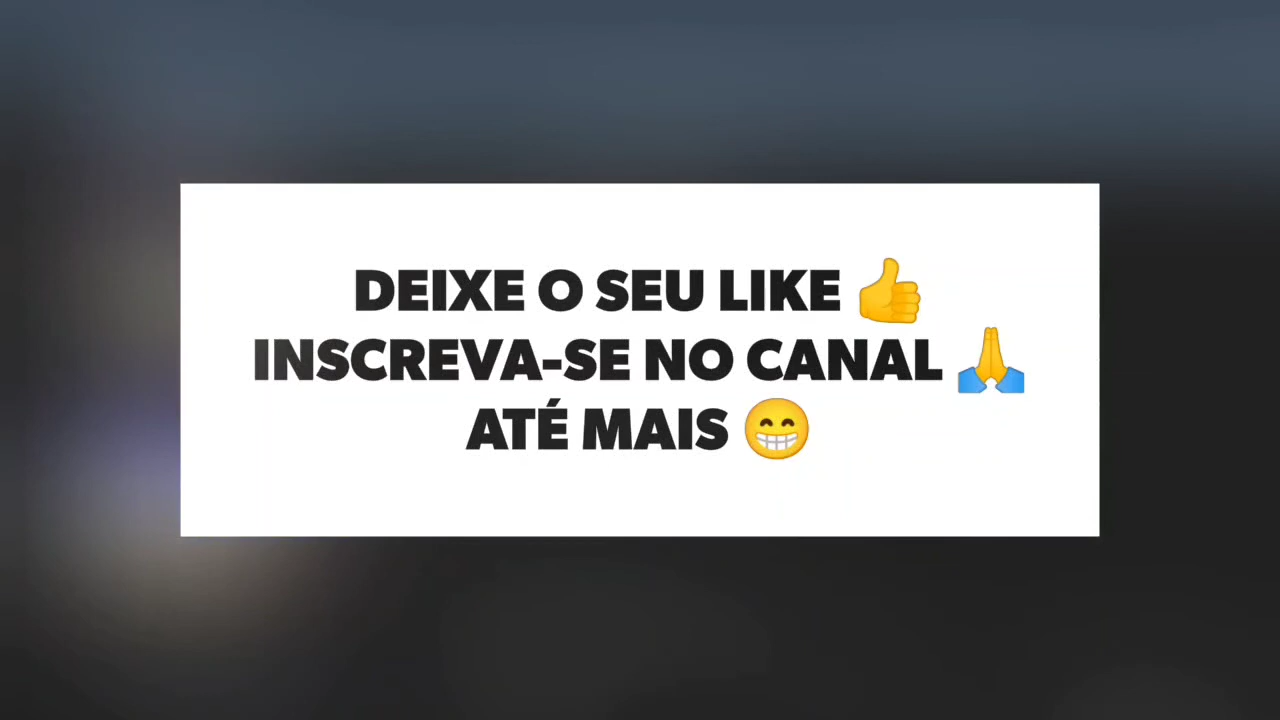 DEIXE O SEU LIKE 👍
INSCREVA-SE NO CANAL 🙏
ATÉ MAIS 😁